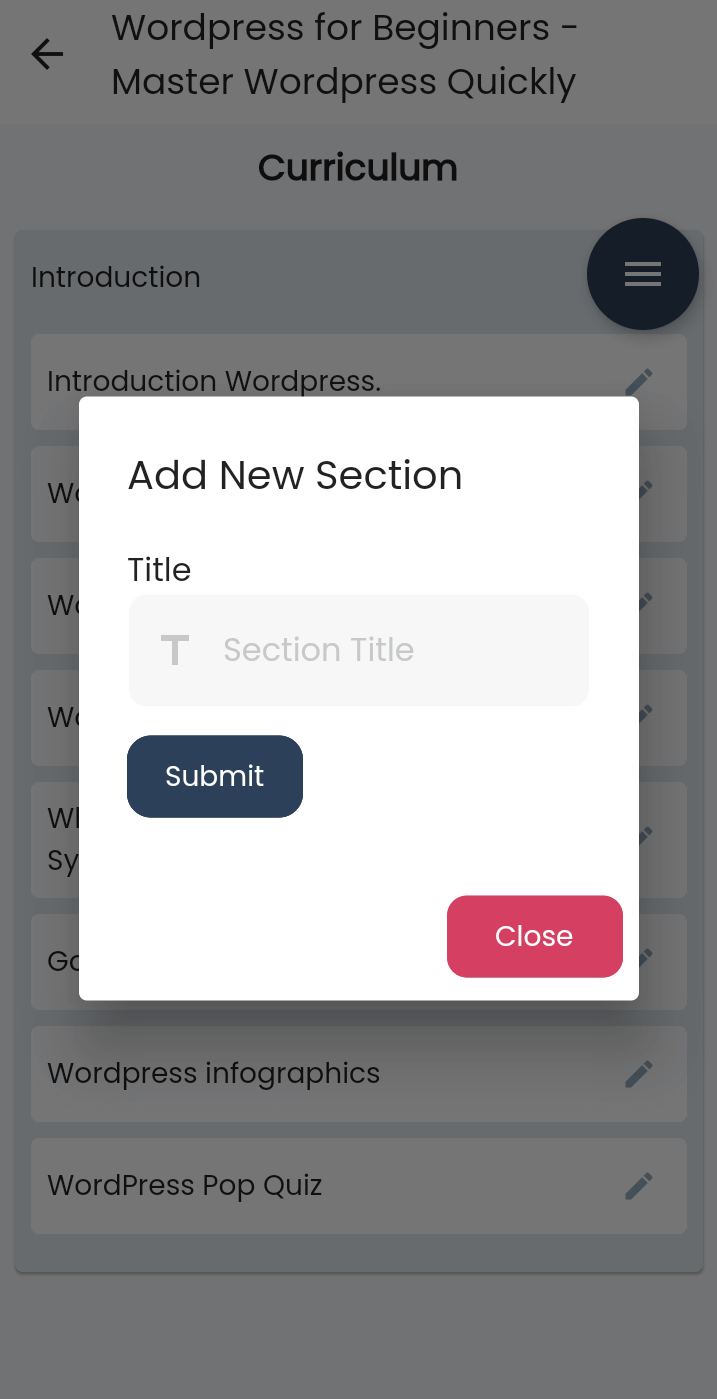 Wordpress for Beginners -
Master Wordpress Quickly
Curriculum
Introduction
Introduction Wordpress.
Add New Section
Title
Section Title
Submit
Close
Wordpress infographics
WordPress Pop Quiz